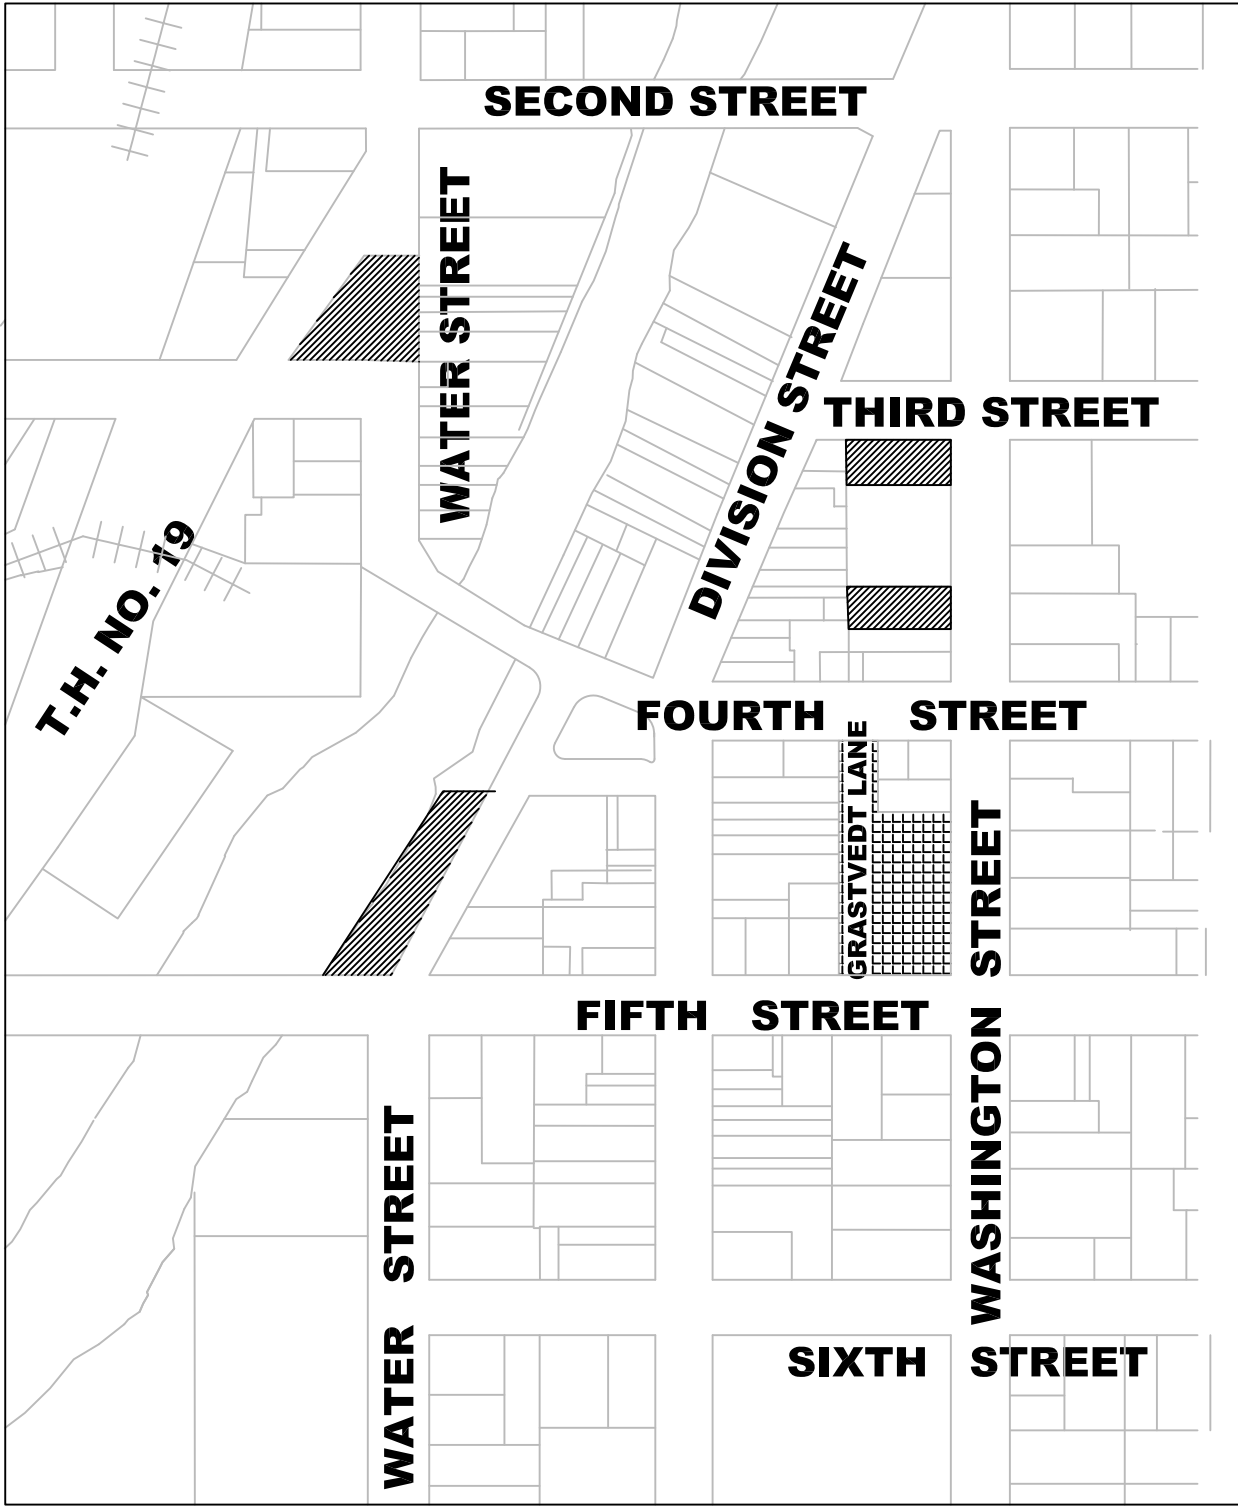 SECOND STREET
WATER STREET
DIVISION STREET
THIRD STREET
T.H. NO. 19
FOURTH STREET
GRASTVEDT LANE
WASHINGTON STREET
FIFTH STREET
WATER STREET
SIXTH STREET